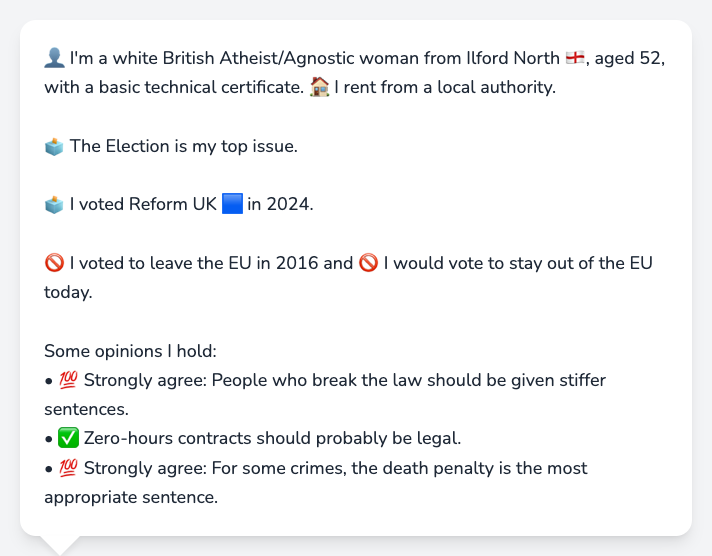 👤 I'm a white British Atheist/Agnostic woman from Ilford North 🏴󠁧󠁢󠁥󠁮󠁧󠁿, aged 52,
with a basic technical certificate. 🏠 I rent from a local authority.
🗳️ The Election is my top issue.
🗳️ I voted Reform UK 🟦 in 2024.
🚫 I voted to leave the EU in 2016 and 🚫 I would vote to stay out of the EU
today.
Some opinions I hold:
• 💯 Strongly agree: People who break the law should be given stiffer
sentences.
• ✅ Zero-hours contracts should probably be legal.
• 💯 Strongly agree: For some crimes, the death penalty is the most
appropriate sentence.